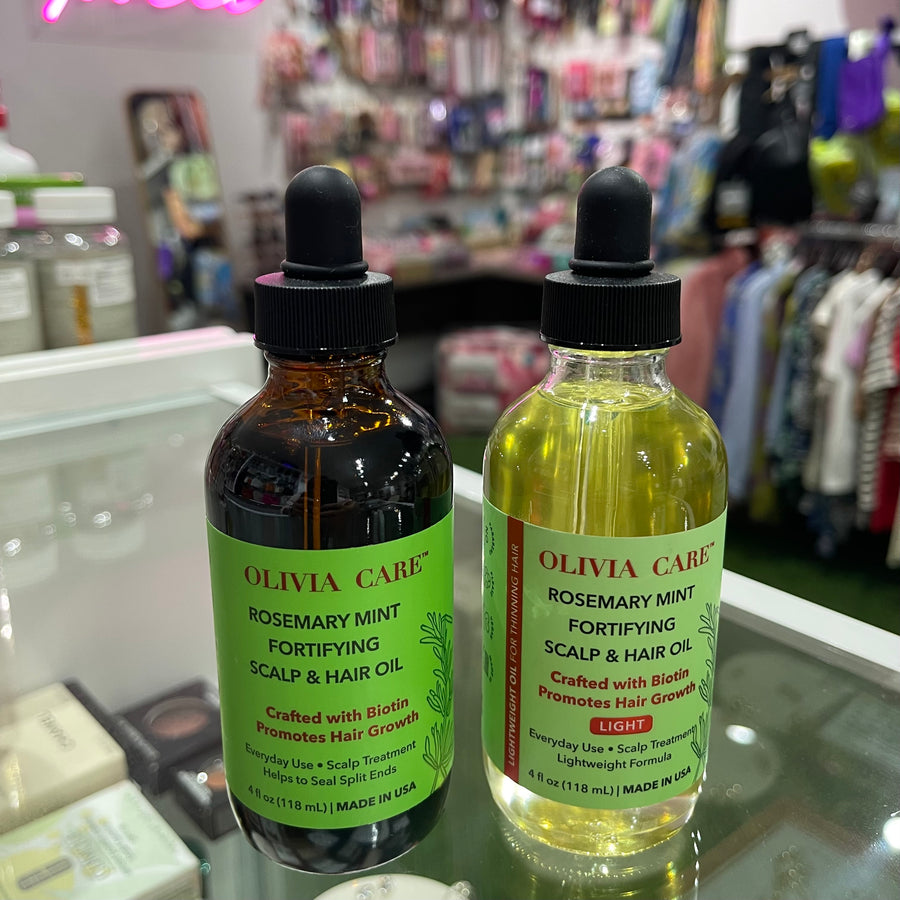 OLIVIA CARE™
ROSEMARY MINT
FORTIFYING
SCALP & HAIR OIL
Crafted with Biotin
Promotes Hair Growth
Everyday Use • Scalp Treatment
Helps to Seal Split Ends
4 fl oz (118 mL) | MADE IN USA
LIGHTWEIGHT OIL FOR THINNING HAIR
OLIVIA CARE™
ROSEMARY MINT
FORTIFYING
SCALP & HAIR OIL
Crafted with Biotin
Promotes Hair Growth
LIGHT
Everyday Use • Scalp Treatment
Lightweight Formula
4 fl oz (118 mL) | MADE IN USA